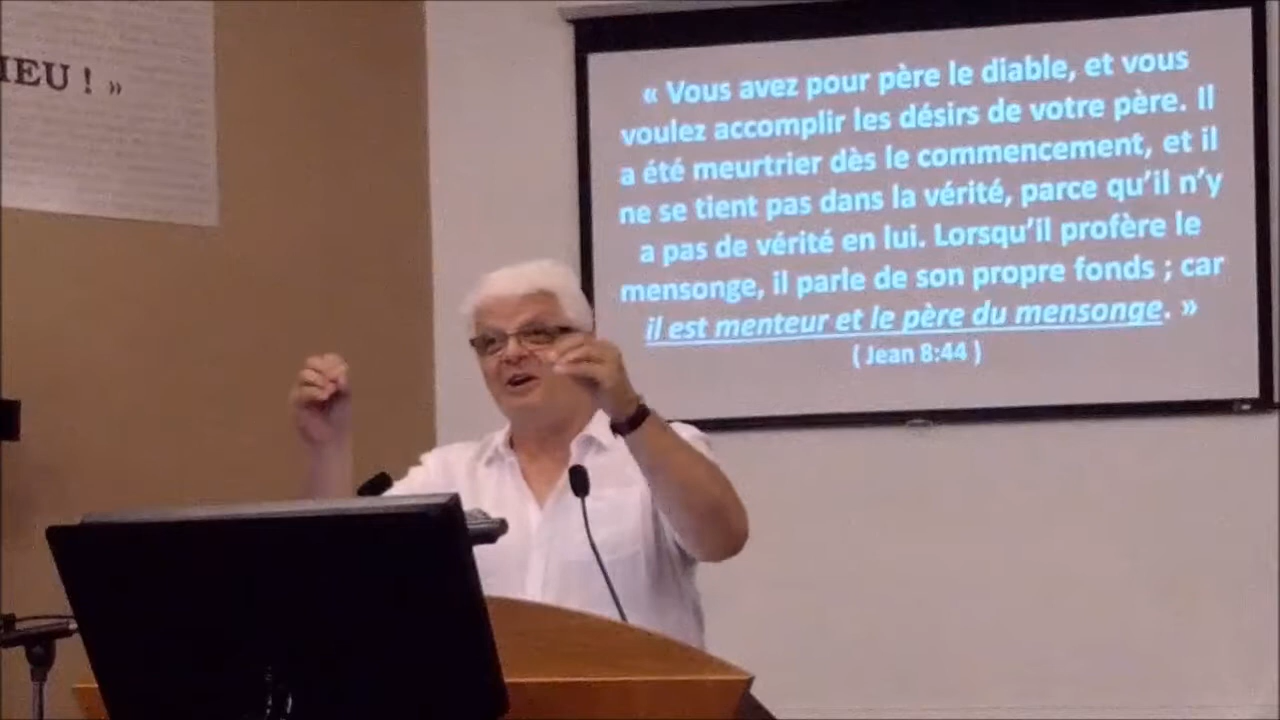 IEU ! »
« Vous avez pour père le diable, et vous
voulez accomplir les désirs de votre père. Il
a été meurtrier dès le commencement, et il
ne se tient pas dans la vérité, parce qu’il n’y
a pas de vérité en lui. Lorsqu’il profère le
mensonge, il parle de son propre fonds ; car
il est menteur et le père du mensonge. »
( Jean 8:44 )